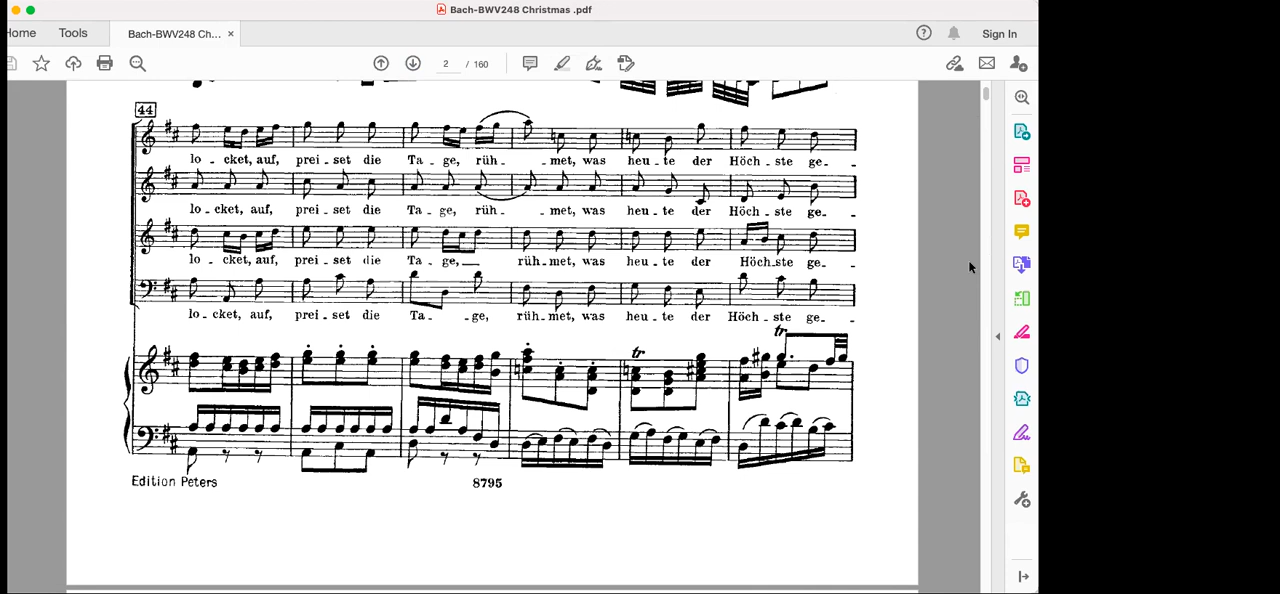 Bach-BWV248 Christmas .pdf
Home Tools Bach-BWV248 Ch... × Sign In
2 / 160
44
lo - cket, auf, prei - set die Ta - ge, rüh - - met, was heu - te der Höch - ste ge -
lo - cket, auf, prei - set die Ta - ge, rüh - - met, was heu - te der Höch - ste ge -
lo - cket, auf, prei - set die Ta - ge, rüh - met, was heu - te der Höch - ste ge -
lo - cket, auf, prei - set die Ta - - ge, rüh - met, was heu - te der Höch - ste ge -
tr
tr
Edition Peters 8795